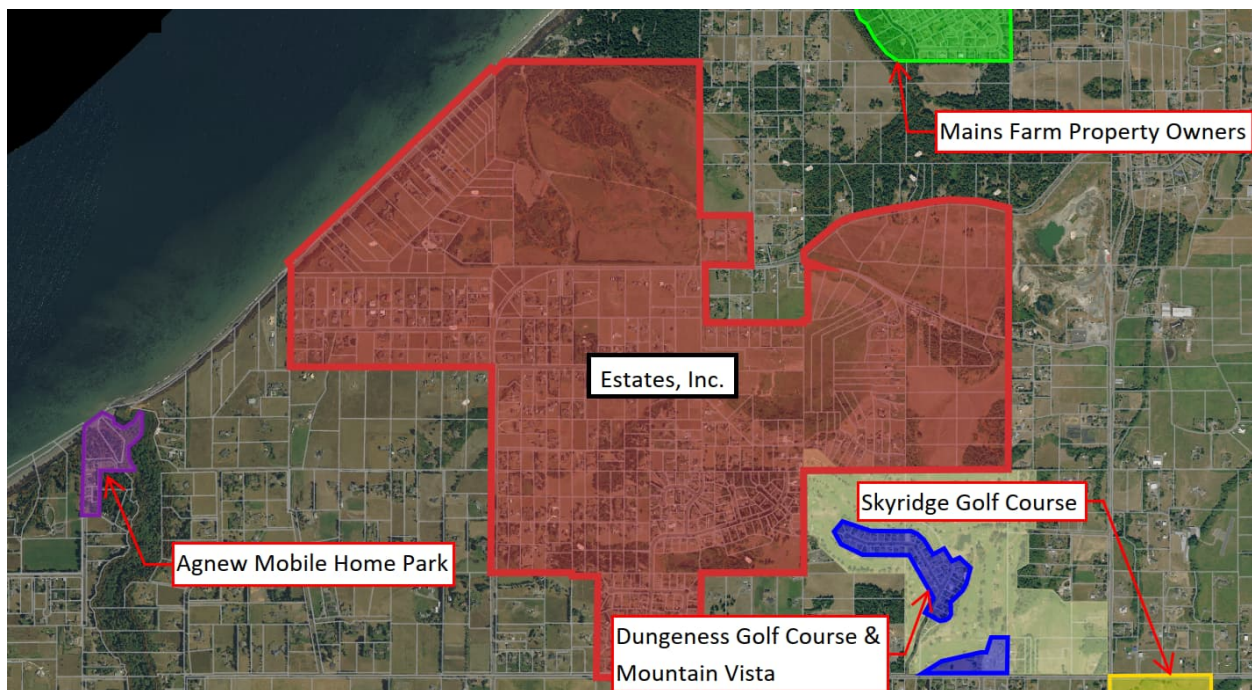 Mains Farm Property Owners
Estates, Inc.
Skyridge Golf Course
Agnew Mobile Home Park
Dungeness Golf Course &
Mountain Vista